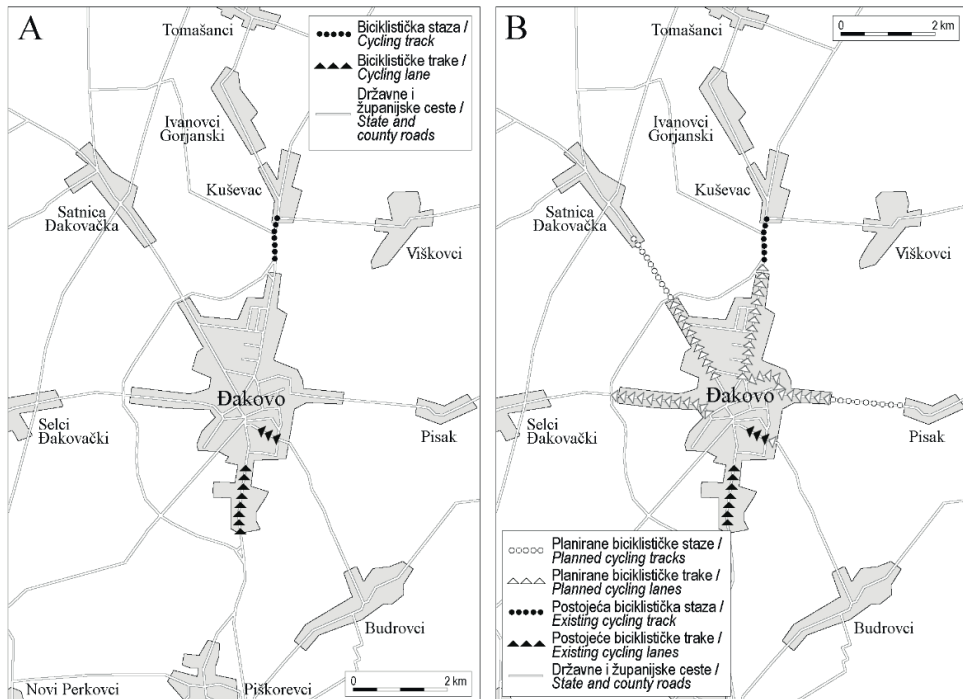 A
Tomašanci
Biciklistička staza /
Cycling track
Biciklističke trake /
Cycling lane
Državne i
županijske ceste /
State and
county roads
Ivanovci
Gorjanski
Kuševac
Satnica
Đakovačka
Viškovci
Đakovo
Selci
Đakovački
Pisak
Budrovci
Novi Perkovci
Piškorevci
0 2 km
B
0 2 km
Tomašanci
Ivanovci
Gorjanski
Kuševac
Satnica
Đakovačka
Viškovci
Đakovo
Selci
Đakovački
Pisak
Budrovci
Planirane biciklističke staze /
Planned cycling tracks
Planirane biciklističke trake /
Planned cycling lanes
Postojeća biciklistička staza /
Existing cycling track
Postojeće biciklističke trake /
Existing cycling lanes
Državne i županijske ceste /
State and county roads